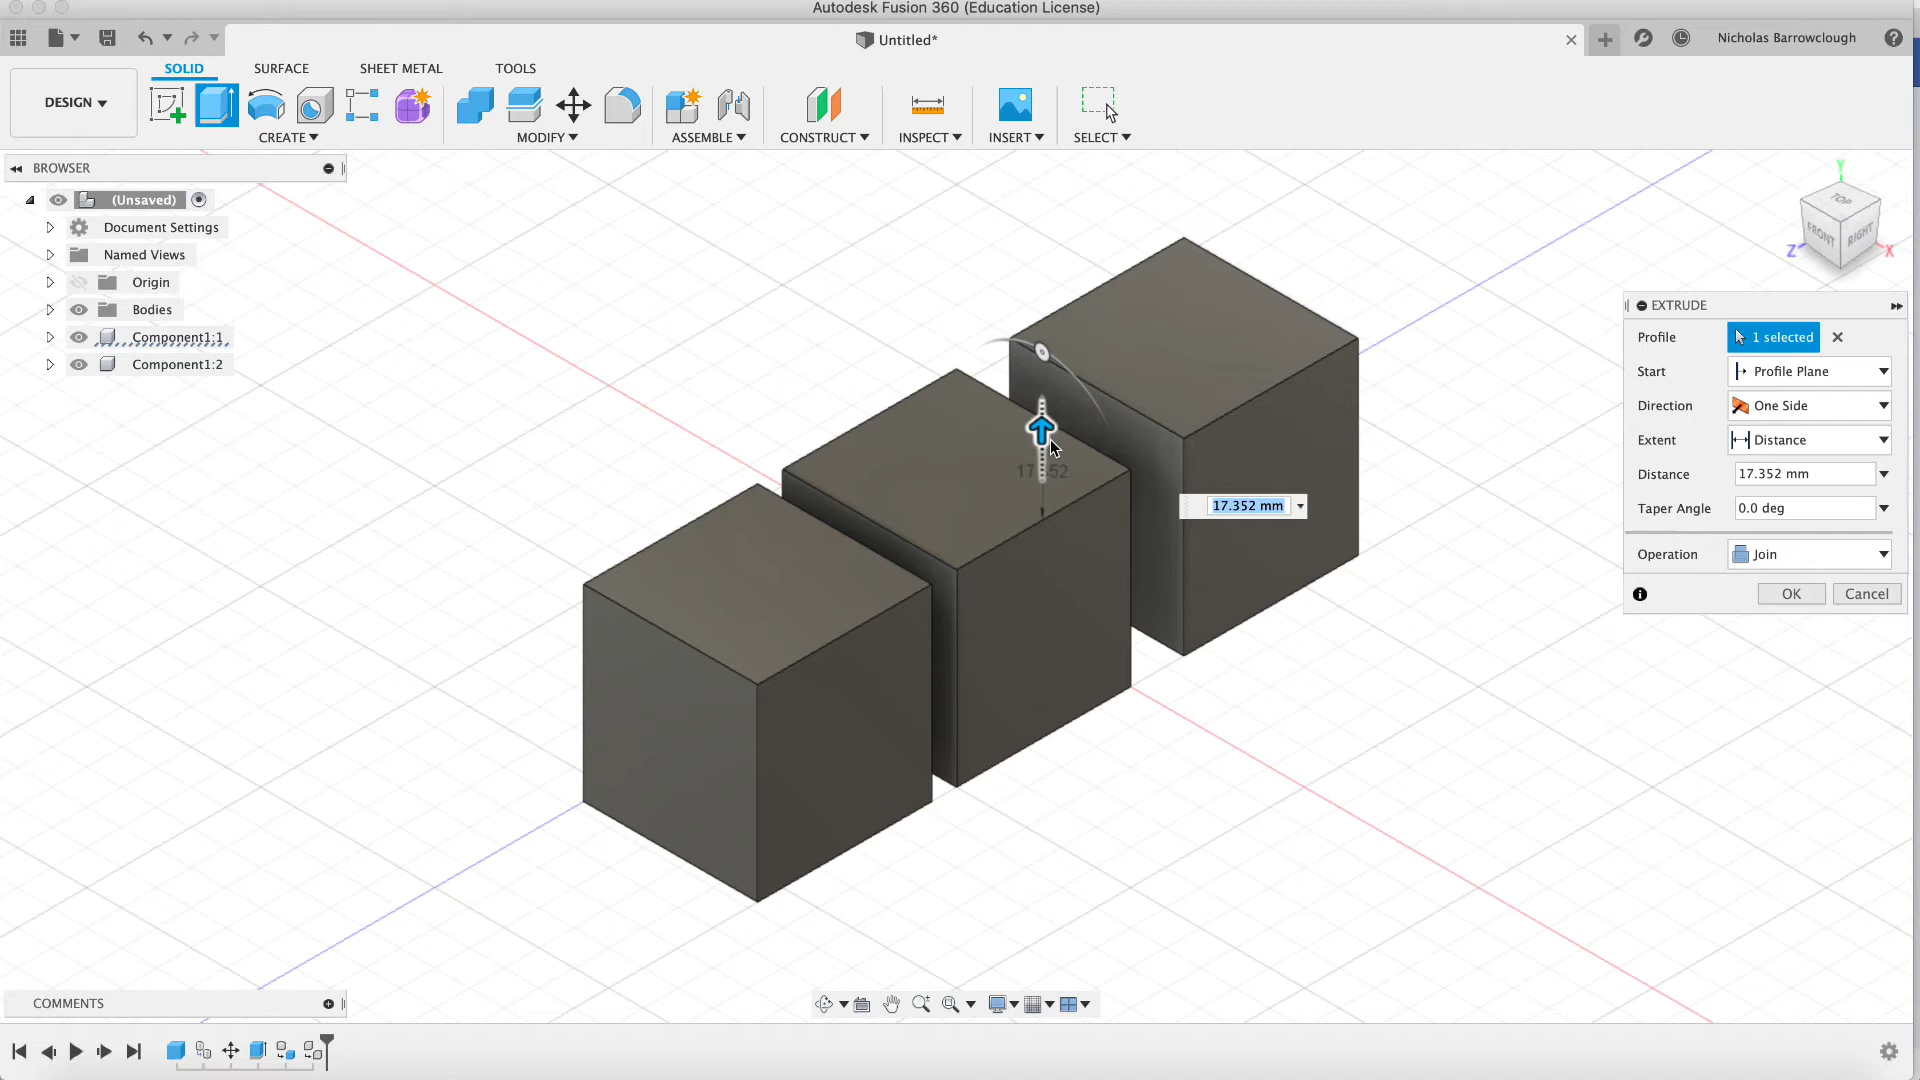 Autodesk Fusion 360 (Education License)
Untitled*
Nicholas Barrowclough
DESIGN
SOLID
SURFACE
SHEET METAL
TOOLS
CREATE
MODIFY
ASSEMBLE
CONSTRUCT
INSPECT
INSERT
SELECT
BROWSER
(Unsaved)
Document Settings
Named Views
Origin
Bodies
Component1:1
Component1:2
Y
TOP
FRONT
RIGHT
Z
X
EXTRUDE
Profile
1 selected
Start
Profile Plane
Direction
One Side
Extent
Distance
Distance
17.352 mm
Taper Angle
0.0 deg
Operation
Join
OK
Cancel
17.352 mm
COMMENTS